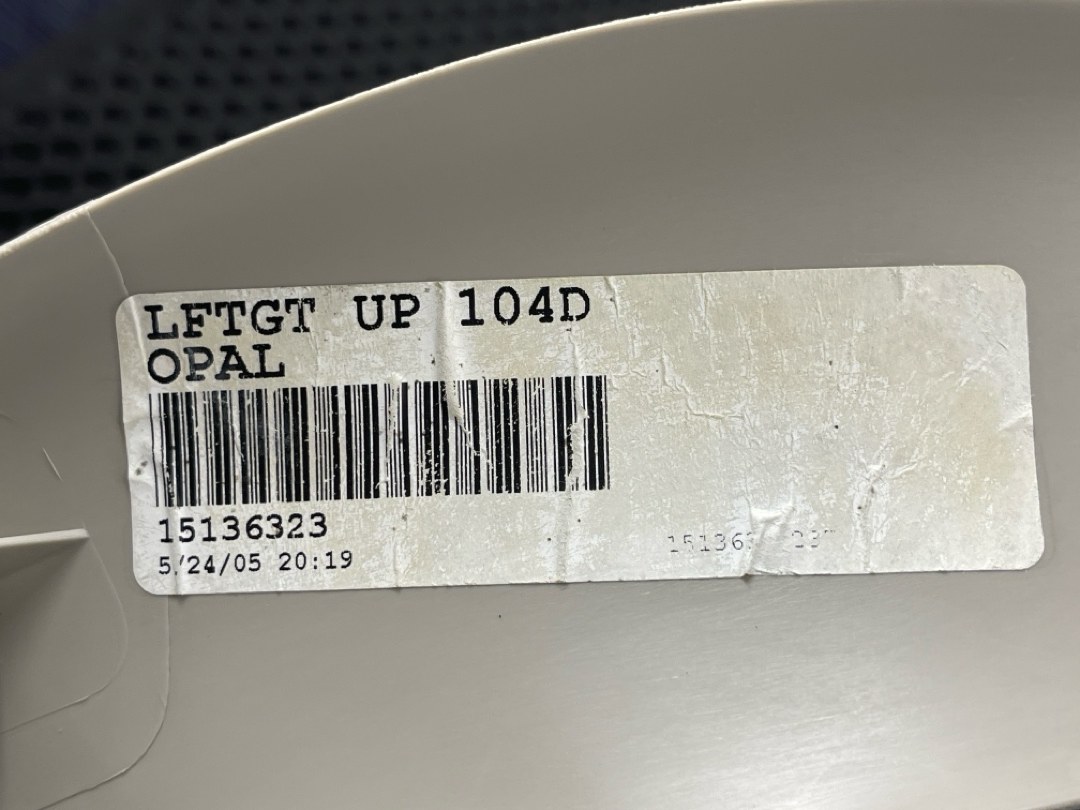 LFTGT UP 104D
OPAL
15136323
5/24/05 20:19